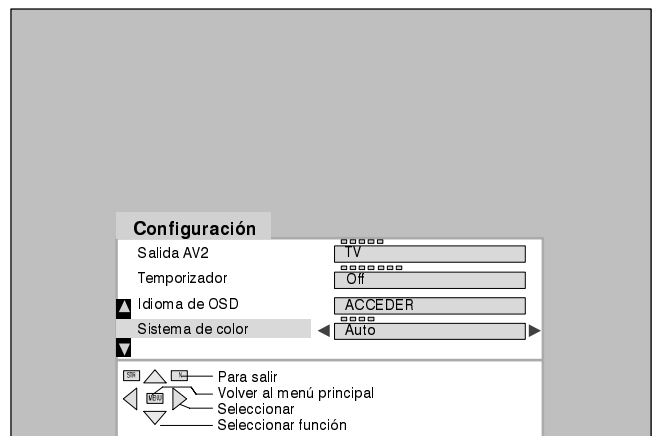 Configuración
Salida AV2 TV
Temporizador Off
Idioma de OSD ACCEDER
Sistema de color Auto
STR N Para salir
MENU Volver al menú principal
Seleccionar
Seleccionar función